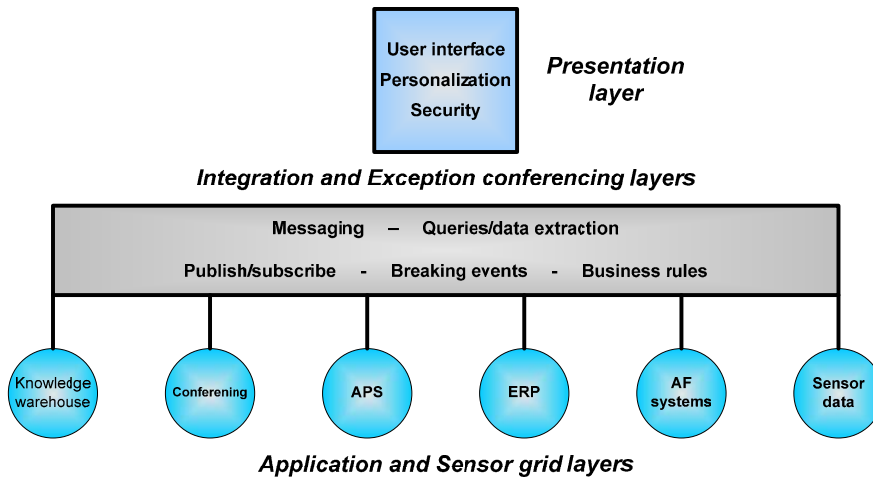 User interface
Personalization
Security
Presentation
layer
Integration and Exception conferencing layers
Messaging – Queries/data extraction
Publish/subscribe - Breaking events - Business rules
Knowledge
warehouse
Conferening
APS
ERP
AF
systems
Sensor
data
Application and Sensor grid layers